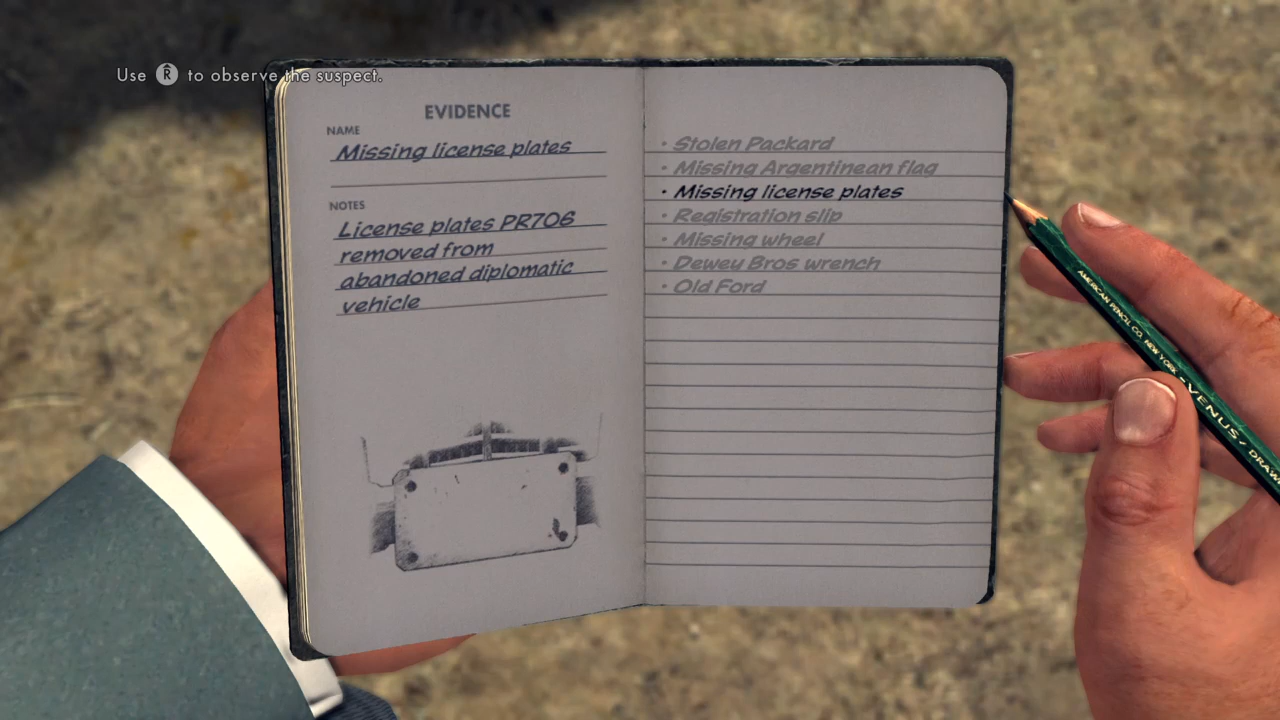 Use R to observe the suspect.
EVIDENCE
NAME
Missing license plates
NOTES
License plates PR706
removed from
abandoned diplomatic
vehicle
• Stolen Packard
• Missing Argentinean flag
• Missing license plates
• Registration slip
• Missing wheel
• Dewey Bros wrench
• Old Ford
AMERICAN PENCIL CO. NEW YORK VENUS DRAW